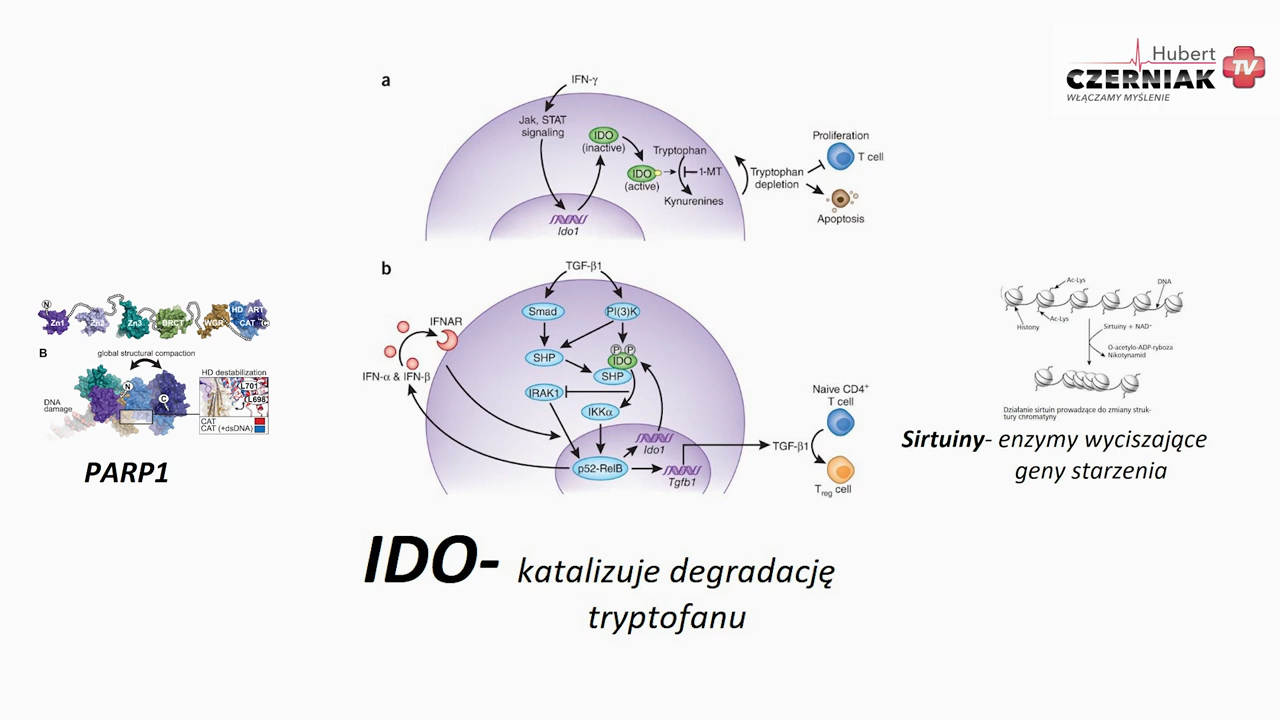 Hubert
CZERNIAK
TV
WŁĄCZAMY MYŚLENIE
a
IFN-γ
Jak, STAT
signaling
IDO
(inactive)
IDO
(active)
Tryptophan
1-MT
Kynurenines
Ido1
Tryptophan
depletion
Proliferation
T cell
Apoptosis
b
TGF-β1
Smad
PI(3)K
IFNAR
SHP
P P
IDO
SHP
IFN-α & IFN-β
IRAK1
IKKα
Ido1
p52-RelB
Tgfb1
TGF-β1
Naive CD4+
T cell
Treg cell
N
Zn1
Zn2
Zn3
BRCT
WGR
HD
ART
CAT
C
B
global structural compaction
N
C
DNA
damage
HD destabilization
L701
L698
CAT
CAT (+dsDNA)
PARP1
Ac-Lys
DNA
Ac-Lys
Histony
Sirtuiny + NAD+
O-acetylo-ADP-ryboza
Nikotynamid
Działanie sirtuin prowadzące do zmiany struk-
tury chromatyny
Sirtuiny- enzymy wyciszające
geny starzenia
IDO- katalizuje degradację
tryptofanu